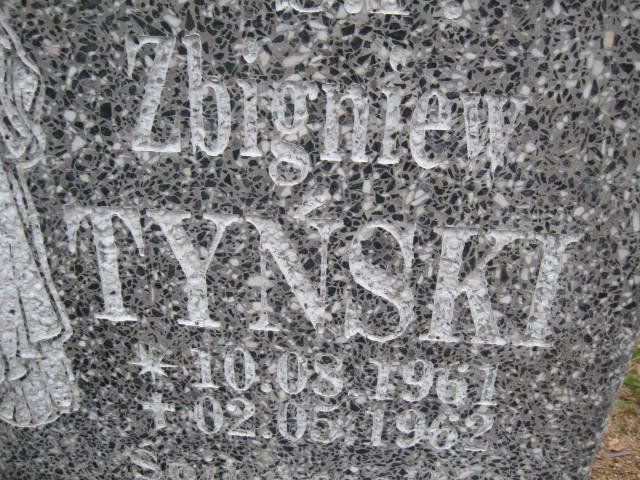 Zbigniew
TYŃSKI
* 10.08.1961
✝ 02.05.1962